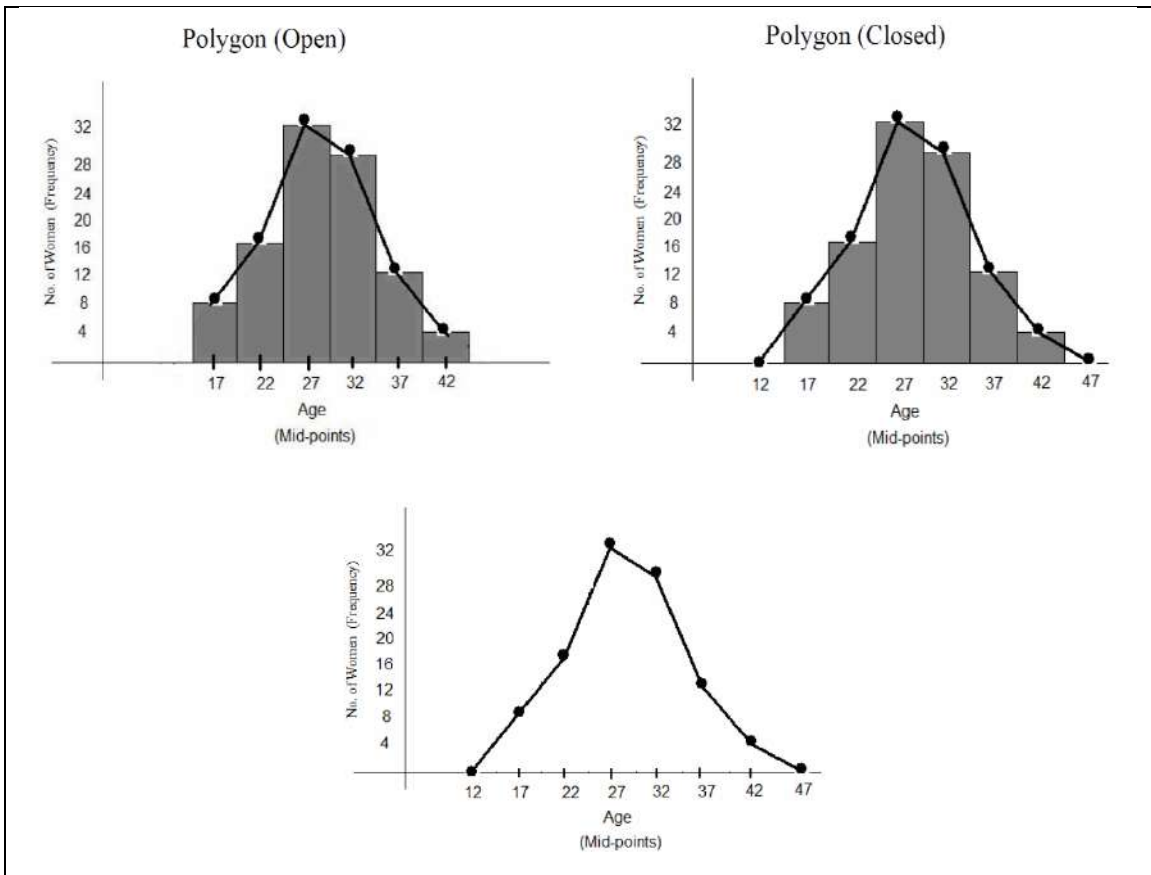 Polygon (Open)
No. of Women (Frequency)
32
28
24
20
16
12
8
4
17 22 27 32 37 42
Age
(Mid-points)
Polygon (Closed)
No. of Women (Frequency)
32
28
24
20
16
12
8
4
12 17 22 27 32 37 42 47
Age
(Mid-points)
No. of Women (Frequency)
32
28
24
20
16
12
8
4
12 17 22 27 32 37 42 47
Age
(Mid-points)